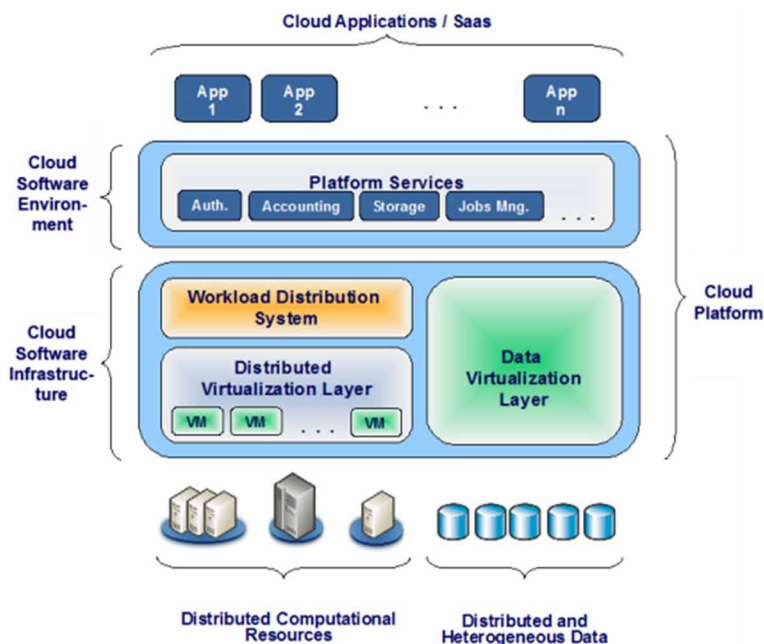 Cloud Applications / Saas
App
1
App
2
. . .
App
n
Cloud
Software
Environ-
ment
Platform Services
Auth.
Accounting
Storage
Jobs Mng.
. . .
Cloud
Platform
Cloud
Software
Infrastruc-
ture
Workload Distribution
System
Distributed
Virtualization Layer
VM
VM
. . .
VM
Data
Virtualization
Layer
Distributed Computational
Resources
Distributed and
Heterogeneous Data